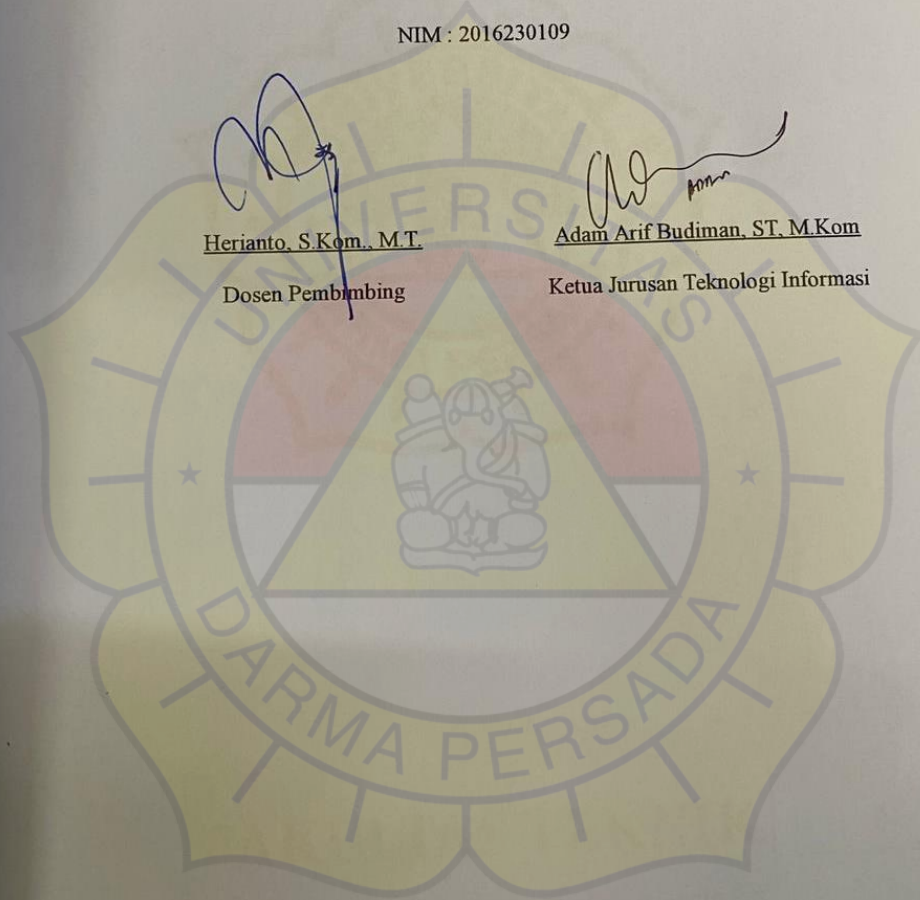 NIM : 2016230109
Herianto, S.Kom., M.T.
Adam Arif Budiman, ST, M.Kom
Dosen Pembimbing
Ketua Jurusan Teknologi Informasi
UNIVERSITAS
DARMA PERSADA